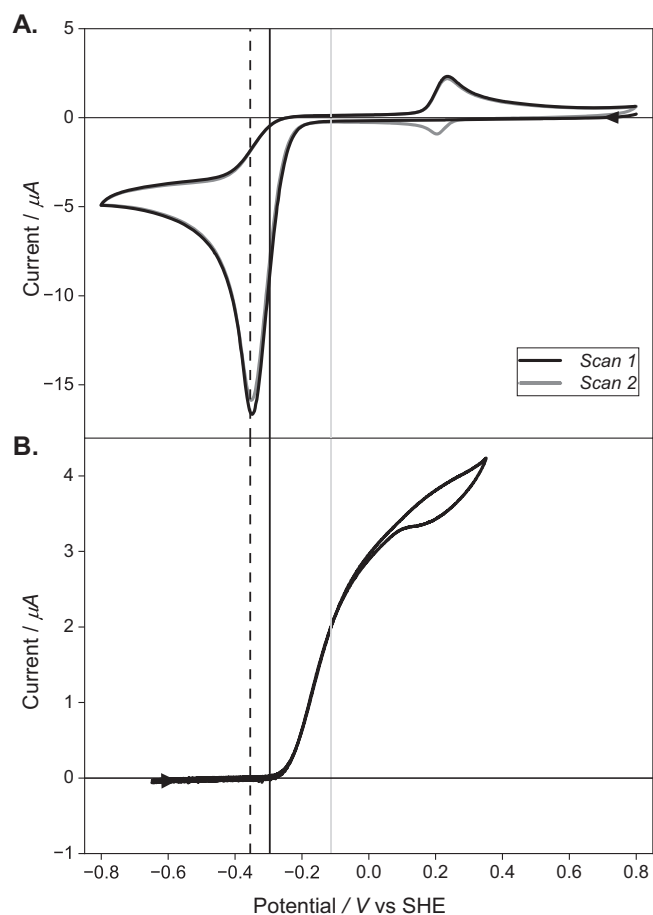 A.
5
0
−5
−10
−15
Current / μA
Scan 1
Scan 2
B.
4
3
2
1
0
−1
Current / μA
−0.8 −0.6 −0.4 −0.2 0.0 0.2 0.4 0.6 0.8
Potential / V vs SHE